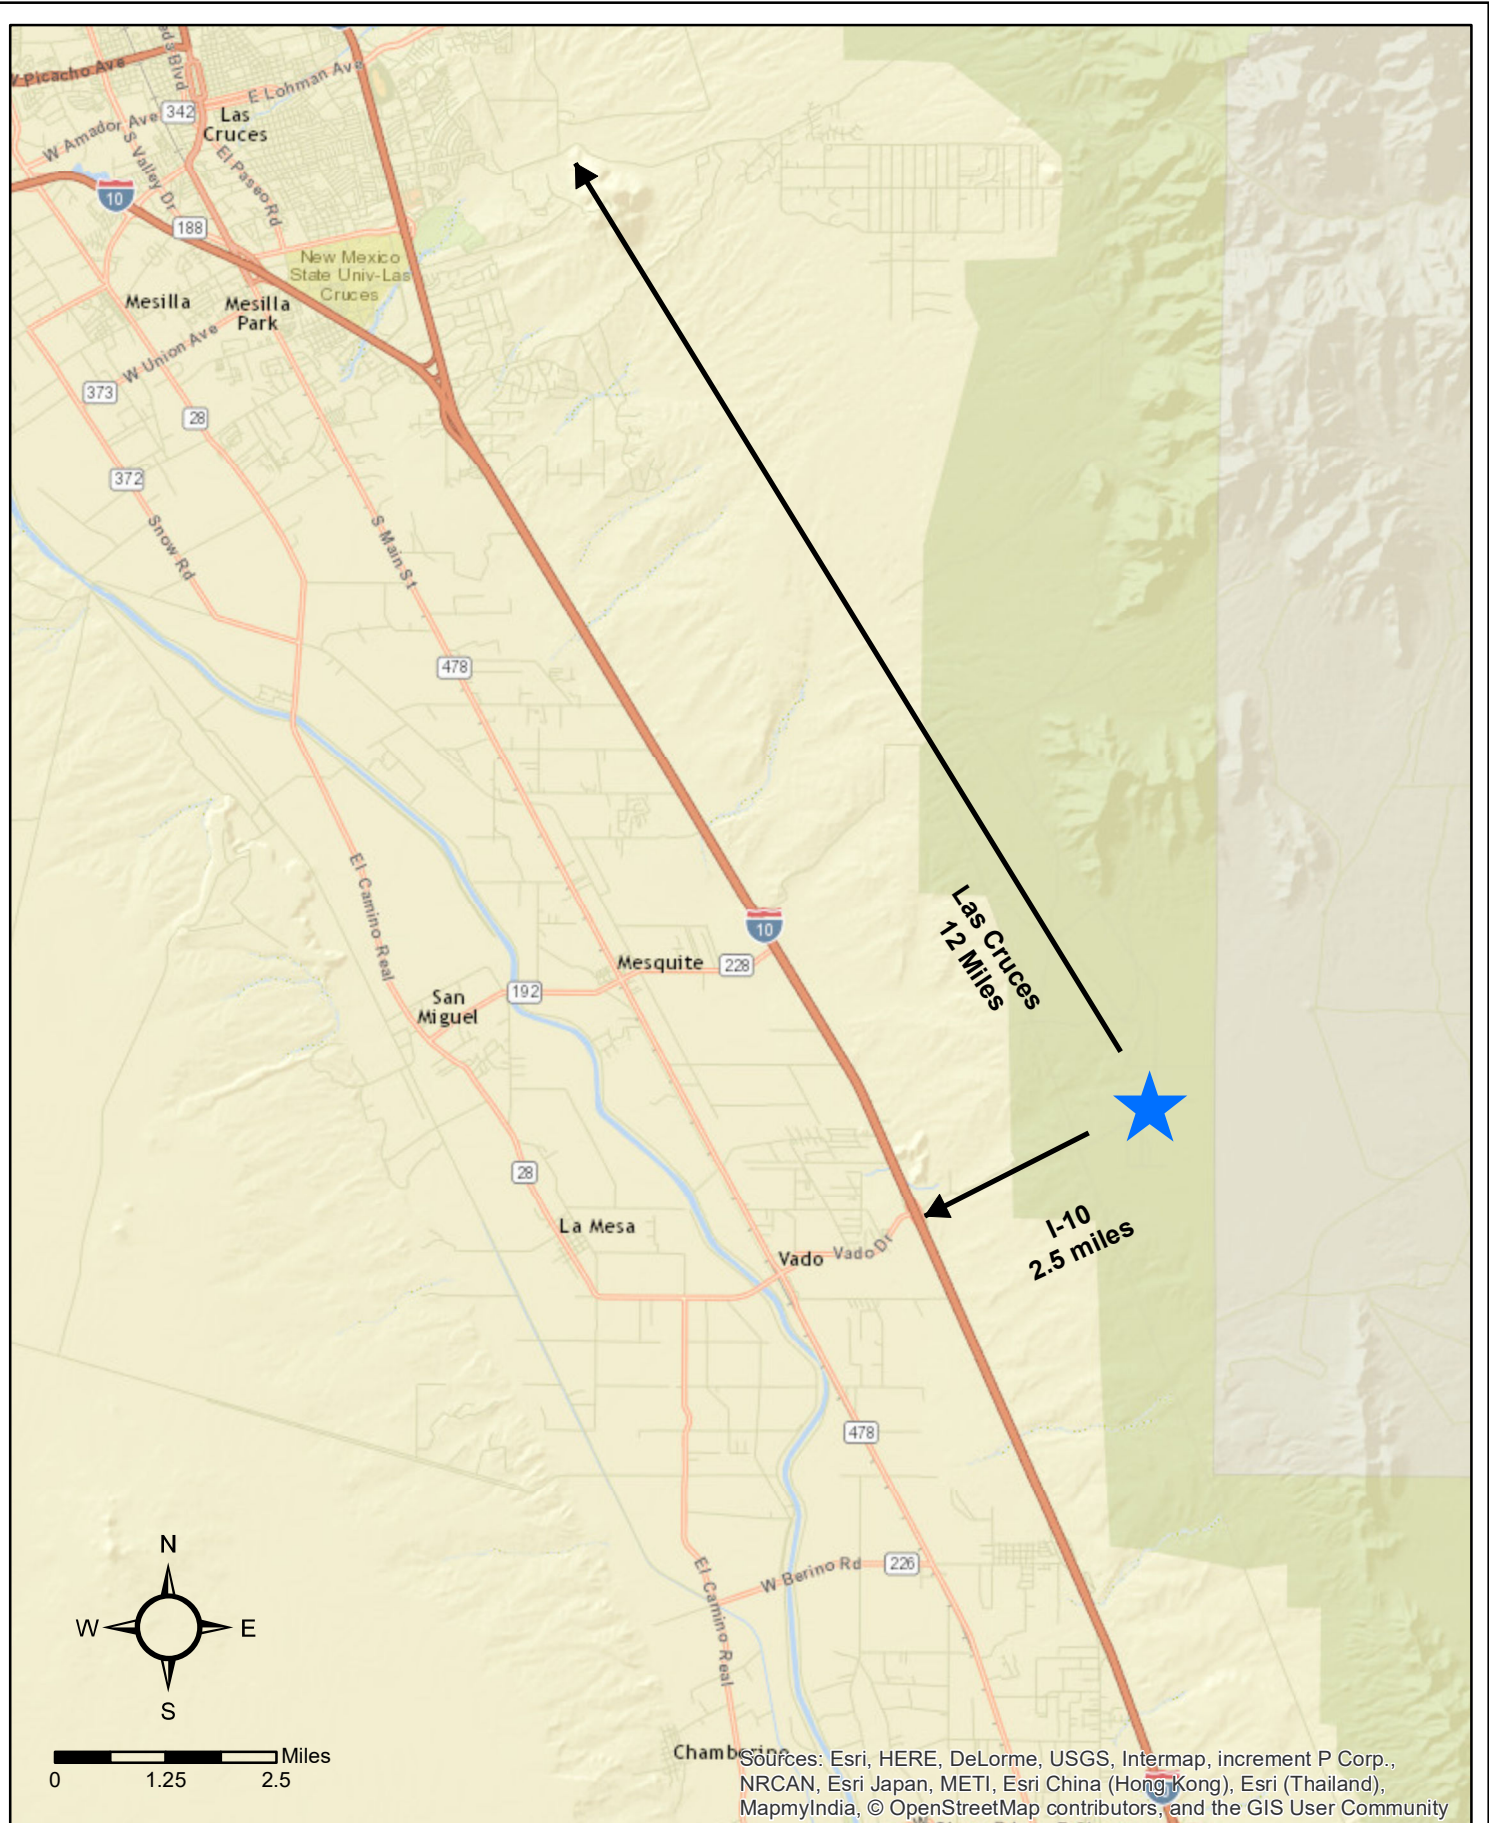 W Picacho Ave
E Lohman Ave
342
Las
Cruces
W Amador Ave
S Valley Dr
El Paseo Rd
10
188
New Mexico
State Univ-Las
Cruces
Mesilla
Mesilla
Park
W Union Ave
373
28
372
Snow Rd
S Main St
478
El Camino Real
Las Cruces
12 Miles
10
Mesquite
228
San
Miguel
192
28
La Mesa
Vado
Vado Dr
I-10
2.5 miles
478
N
W
E
S
W Berino Rd
226
El Camino Real
Chamberino
Miles
0
1.25
2.5
Sources: Esri, HERE, DeLorme, USGS, Intermap, increment P Corp.,
NRCAN, Esri Japan, METI, Esri China (Hong Kong), Esri (Thailand),
MapmyIndia, © OpenStreetMap contributors, and the GIS User Community